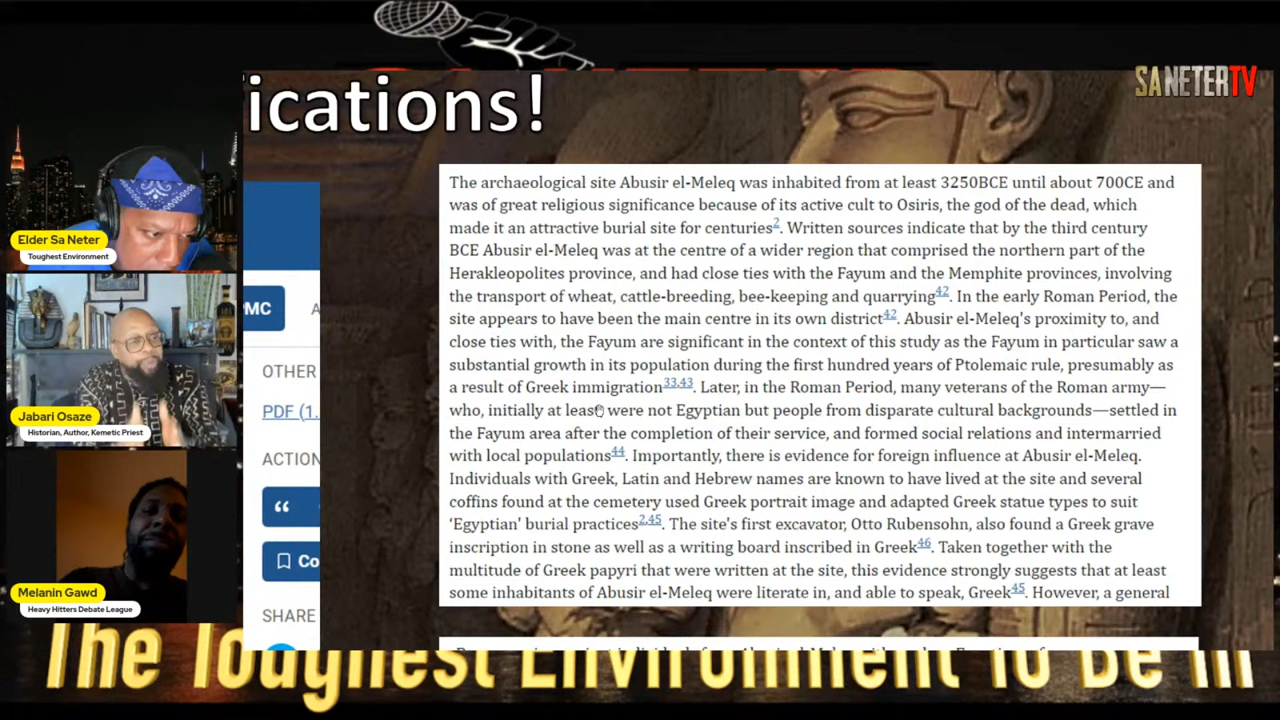 ications!
SANETERTV
The archaeological site Abusir el-Meleq was inhabited from at least 3250BCE until about 700CE and
was of great religious significance because of its active cult to Osiris, the god of the dead, which
made it an attractive burial site for centuries2. Written sources indicate that by the third century
BCE Abusir el-Meleq was at the centre of a wider region that comprised the northern part of the
Herakleopolites province, and had close ties with the Fayum and the Memphite provinces, involving
the transport of wheat, cattle-breeding, bee-keeping and quarrying42. In the early Roman Period, the
site appears to have been the main centre in its own district42. Abusir el-Meleq's proximity to, and
close ties with, the Fayum are significant in the context of this study as the Fayum in particular saw a
substantial growth in its population during the first hundred years of Ptolemaic rule, presumably as
a result of Greek immigration33,43. Later, in the Roman Period, many veterans of the Roman army—
who, initially at least, were not Egyptian but people from disparate cultural backgrounds—settled in
the Fayum area after the completion of their service, and formed social relations and intermarried
with local populations44. Importantly, there is evidence for foreign influence at Abusir el-Meleq.
Individuals with Greek, Latin and Hebrew names are known to have lived at the site and several
coffins found at the cemetery used Greek portrait image and adapted Greek statue types to suit
‘Egyptian’ burial practices2,45. The site's first excavator, Otto Rubensohn, also found a Greek grave
inscription in stone as well as a writing board inscribed in Greek46. Taken together with the
multitude of Greek papyri that were written at the site, this evidence strongly suggests that at least
some inhabitants of Abusir el-Meleq were literate in, and able to speak, Greek45. However, a general
MC
A
OTHER
PDF (1.
ACTION
“
Co
SHARE
Elder Sa Neter
Toughest Environment
Jabari Osaze
Historian, Author, Kemetic Priest
Melanin Gawd
Heavy Hitters Debate League
The Toughest Environment To Be In